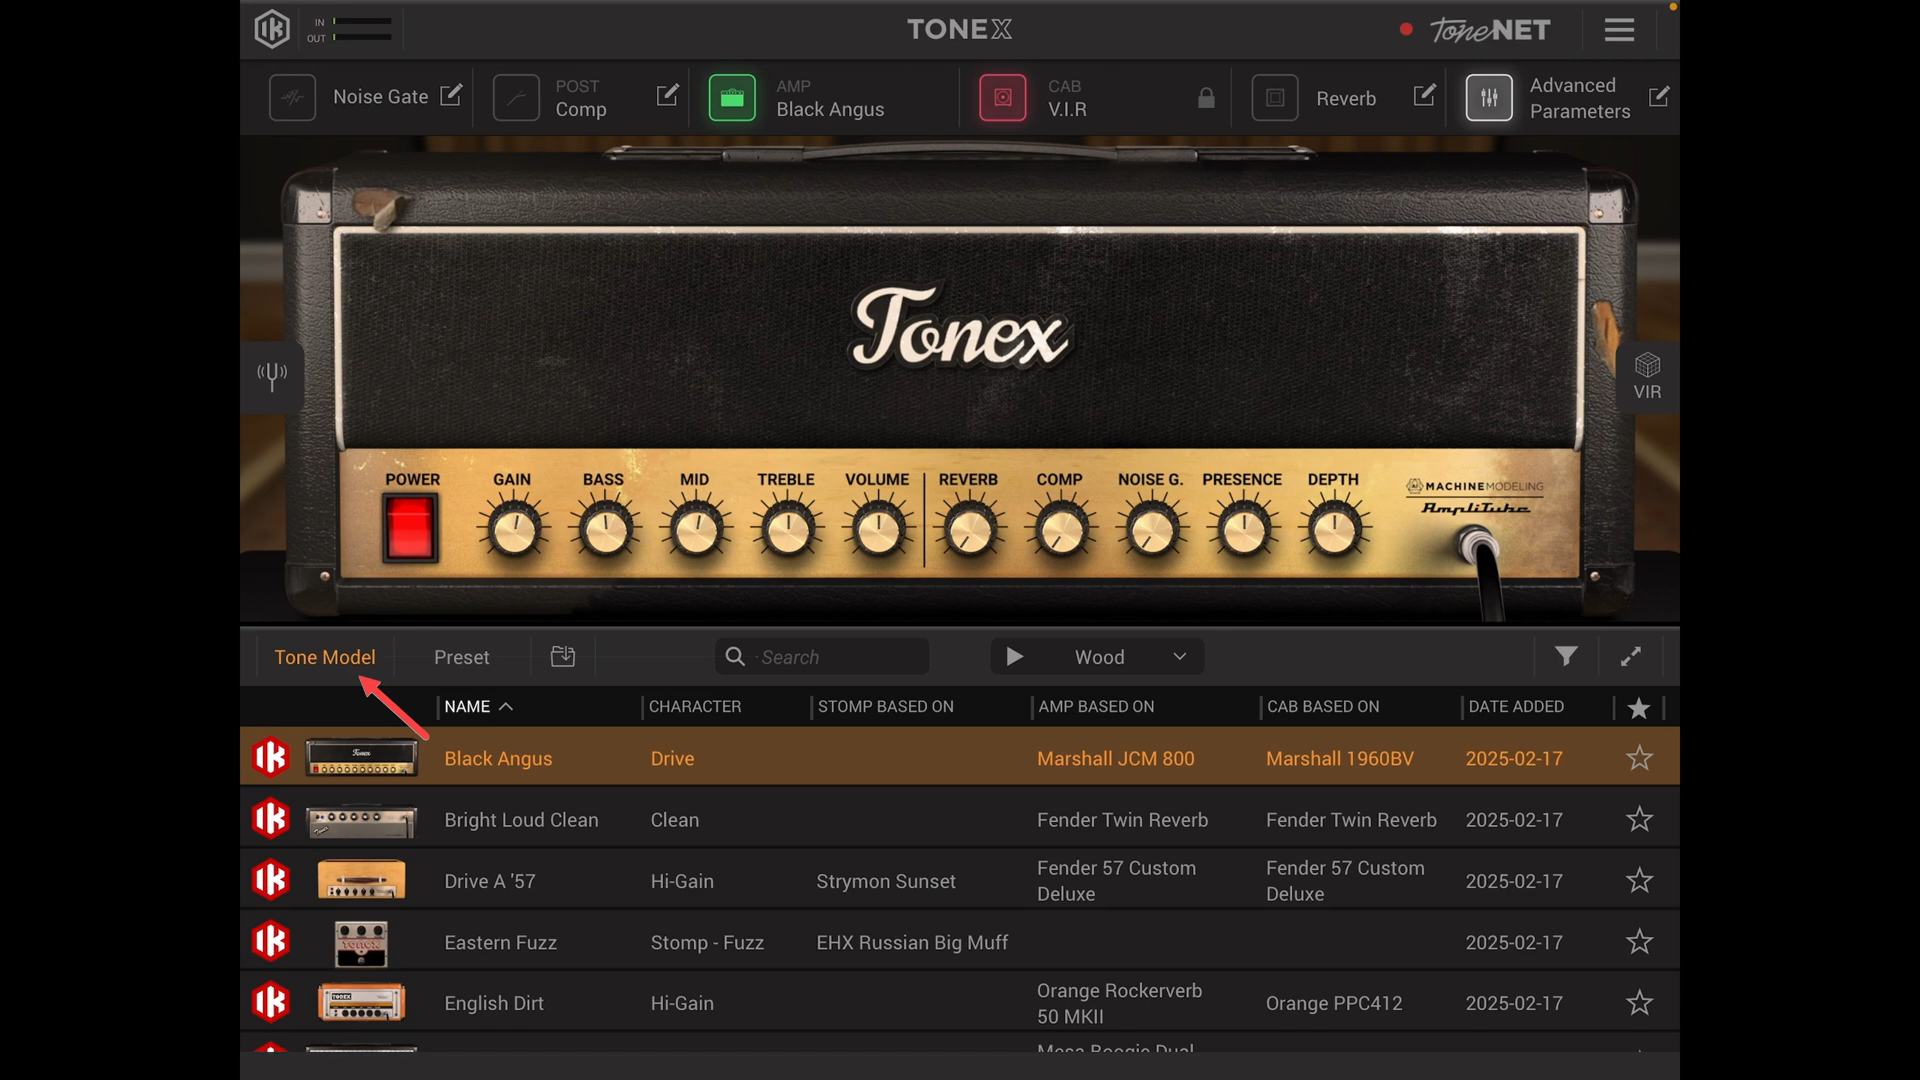 IN
OUT
TONEX
ToneNET
Noise Gate
POST
Comp
AMP
Black Angus
CAB
V.I.R
Reverb
Advanced
Parameters
Tonex
VIR
POWER GAIN BASS MID TREBLE VOLUME REVERB COMP NOISE G. PRESENCE DEPTH
MACHINE MODELING
AmpliTube
Tone Model Preset Search Wood
NAME CHARACTER STOMP BASED ON AMP BASED ON CAB BASED ON DATE ADDED
Black Angus Drive Marshall JCM 800 Marshall 1960BV 2025-02-17
Bright Loud Clean Clean Fender Twin Reverb Fender Twin Reverb 2025-02-17
Drive A '57 Hi-Gain Strymon Sunset Fender 57 Custom Deluxe Fender 57 Custom Deluxe 2025-02-17
Eastern Fuzz Stomp - Fuzz EHX Russian Big Muff 2025-02-17
English Dirt Hi-Gain Orange Rockerverb 50 MKII Orange PPC412 2025-02-17
Mesa Boogie Dual